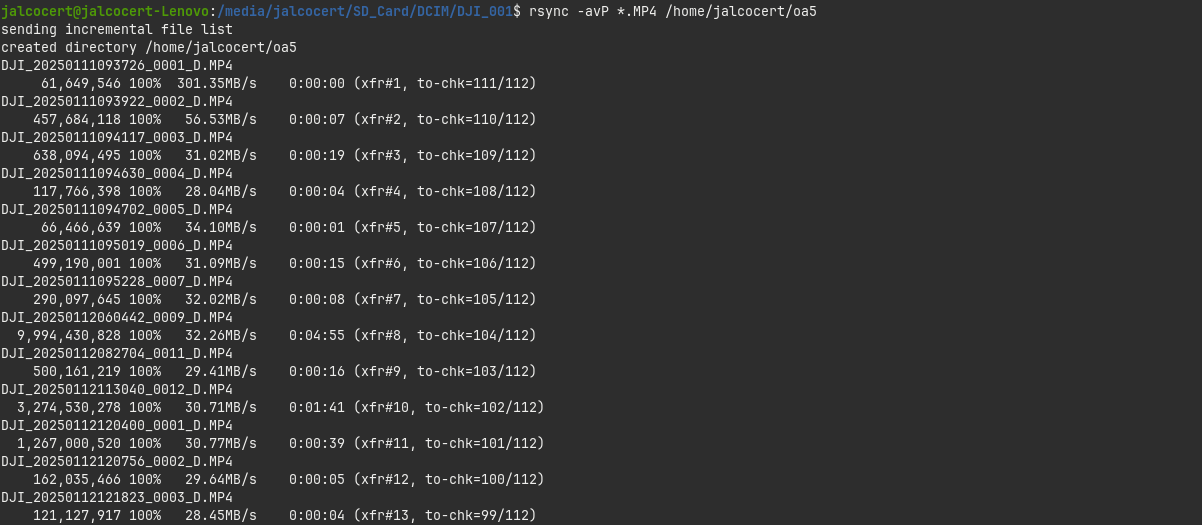 jalcocert@jalcocert-Lenovo:/media/jalcocert/SD_Card/DCIM/DJI_001$ rsync -avP *.MP4 /home/jalcocert/oa5
sending incremental file list
created directory /home/jalcocert/oa5
DJI_20250111093726_0001_D.MP4
     61,649,546 100%  301.35MB/s    0:00:00 (xfr#1, to-chk=111/112)
DJI_20250111093922_0002_D.MP4
    457,684,118 100%   56.53MB/s    0:00:07 (xfr#2, to-chk=110/112)
DJI_20250111094117_0003_D.MP4
    638,094,495 100%   31.02MB/s    0:00:19 (xfr#3, to-chk=109/112)
DJI_20250111094630_0004_D.MP4
    117,766,398 100%   28.04MB/s    0:00:04 (xfr#4, to-chk=108/112)
DJI_20250111094702_0005_D.MP4
     66,466,639 100%   34.10MB/s    0:00:01 (xfr#5, to-chk=107/112)
DJI_20250111095019_0006_D.MP4
    499,190,001 100%   31.09MB/s    0:00:15 (xfr#6, to-chk=106/112)
DJI_20250111095228_0007_D.MP4
    290,097,645 100%   32.02MB/s    0:00:08 (xfr#7, to-chk=105/112)
DJI_20250112060442_0009_D.MP4
  9,994,430,828 100%   32.26MB/s    0:04:55 (xfr#8, to-chk=104/112)
DJI_20250112082704_0011_D.MP4
    500,161,219 100%   29.41MB/s    0:00:16 (xfr#9, to-chk=103/112)
DJI_20250112113040_0012_D.MP4
  3,274,530,278 100%   30.71MB/s    0:01:41 (xfr#10, to-chk=102/112)
DJI_20250112120400_0001_D.MP4
  1,267,000,520 100%   30.77MB/s    0:00:39 (xfr#11, to-chk=101/112)
DJI_20250112120756_0002_D.MP4
    162,035,466 100%   29.64MB/s    0:00:05 (xfr#12, to-chk=100/112)
DJI_20250112121823_0003_D.MP4
    121,127,917 100%   28.45MB/s    0:00:04 (xfr#13, to-chk=99/112)